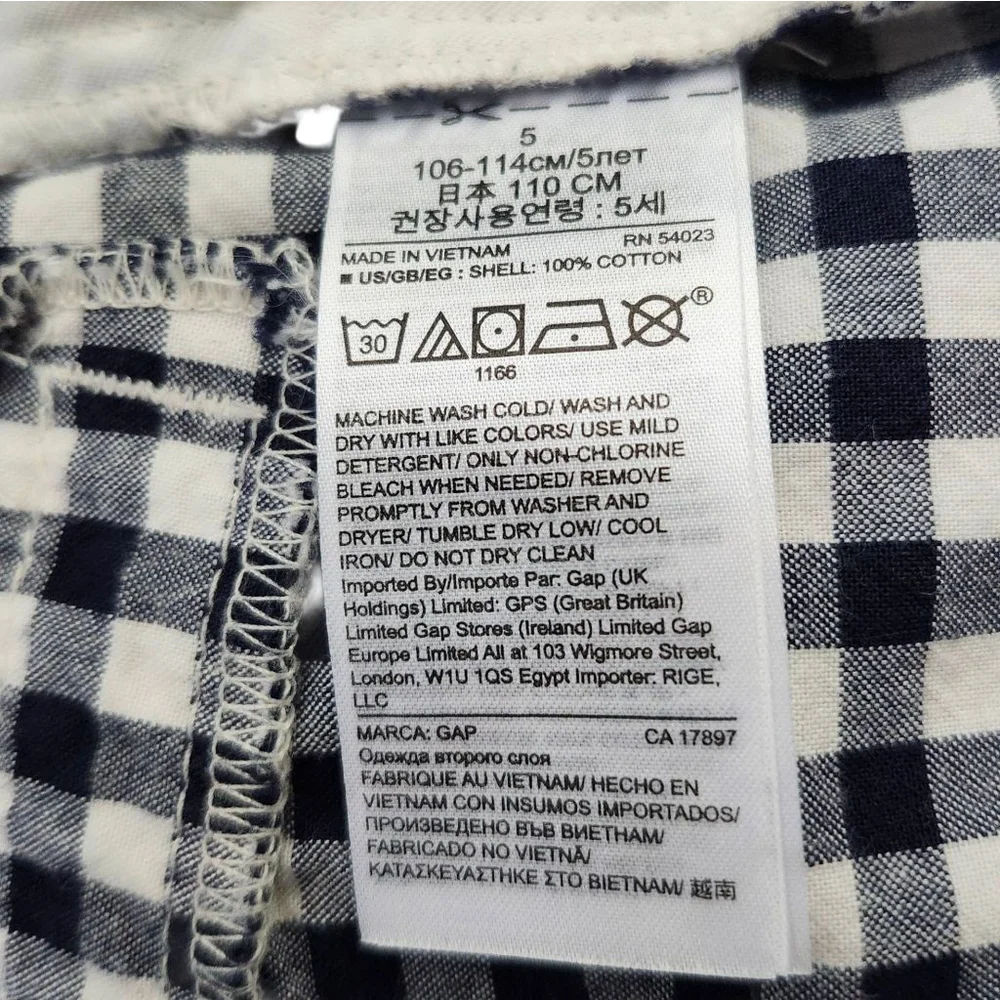 5
106-114см/5лет
日本 110 CM
권장사용연령 : 5세
MADE IN VIETNAM RN 54023
US/GB/EG : SHELL: 100% COTTON
30 ®
1166
MACHINE WASH COLD/ WASH AND
DRY WITH LIKE COLORS/ USE MILD
DETERGENT/ ONLY NON-CHLORINE
BLEACH WHEN NEEDED/ REMOVE
PROMPTLY FROM WASHER AND
DRYER/ TUMBLE DRY LOW/ COOL
IRON/ DO NOT DRY CLEAN
Imported By/Importe Par: Gap (UK
Holdings) Limited: GPS (Great Britain)
Limited Gap Stores (Ireland) Limited Gap
Europe Limited All at 103 Wigmore Street,
London, W1U 1QS Egypt Importer: RIGE,
LLC
MARCA: GAP CA 17897
Одежда второго слоя
FABRIQUE AU VIETNAM/ HECHO EN
VIETNAM CON INSUMOS IMPORTADOS/
ПРОИЗВЕДЕНО ВЪВ ВИЕТНАМ/
FABRICADO NO VIETNÃ/
ΚΑΤΑΣΚΕΥΑΣΤΗΚΕ ΣΤΟ ΒΙΕΤΝΑΜ/ 越南